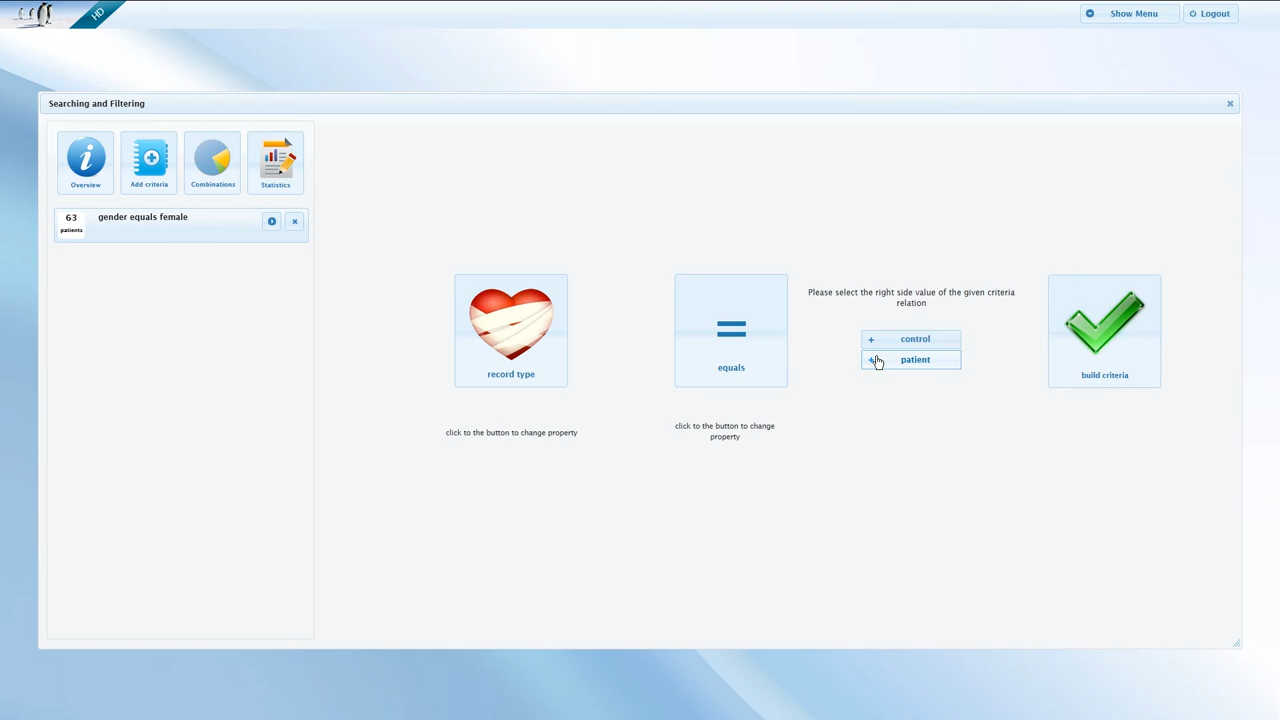 HD
Show Menu
Logout
Searching and Filtering
Overview
Add criteria
Combinations
Statistics
63
patients
gender equals female
record type
click to the button to change property
=
equals
click to the button to change
property
Please select the right side value of the given criteria
relation
+ control
+ patient
build criteria